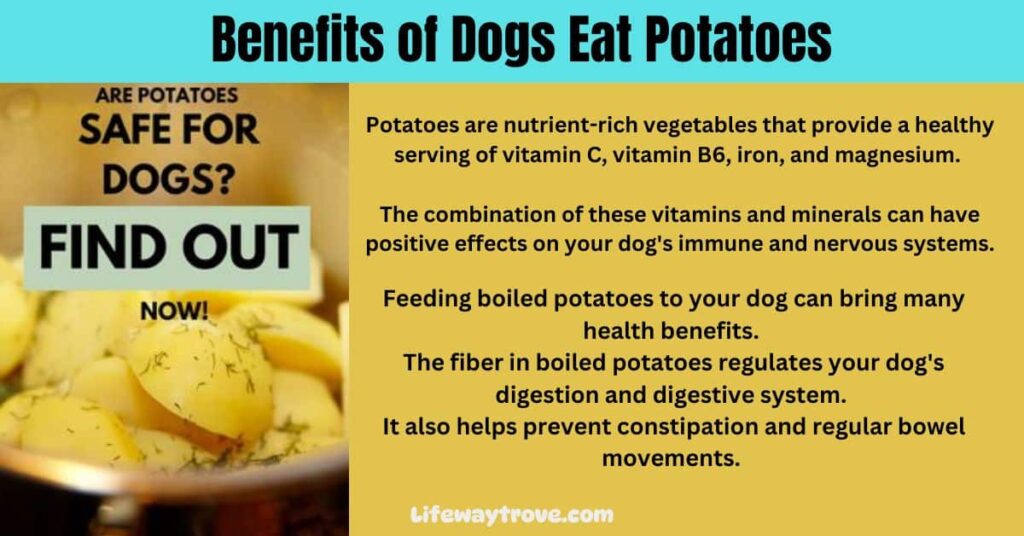 Benefits of Dogs Eat Potatoes
ARE POTATOES
SAFE FOR
DOGS?
FIND OUT
NOW!
Potatoes are nutrient-rich vegetables that provide a healthy
serving of vitamin C, vitamin B6, iron, and magnesium.
The combination of these vitamins and minerals can have
positive effects on your dog's immune and nervous systems.
Feeding boiled potatoes to your dog can bring many
health benefits.
The fiber in boiled potatoes regulates your dog's
digestion and digestive system.
It also helps prevent constipation and regular bowel
movements.
Lifewaytrove.com